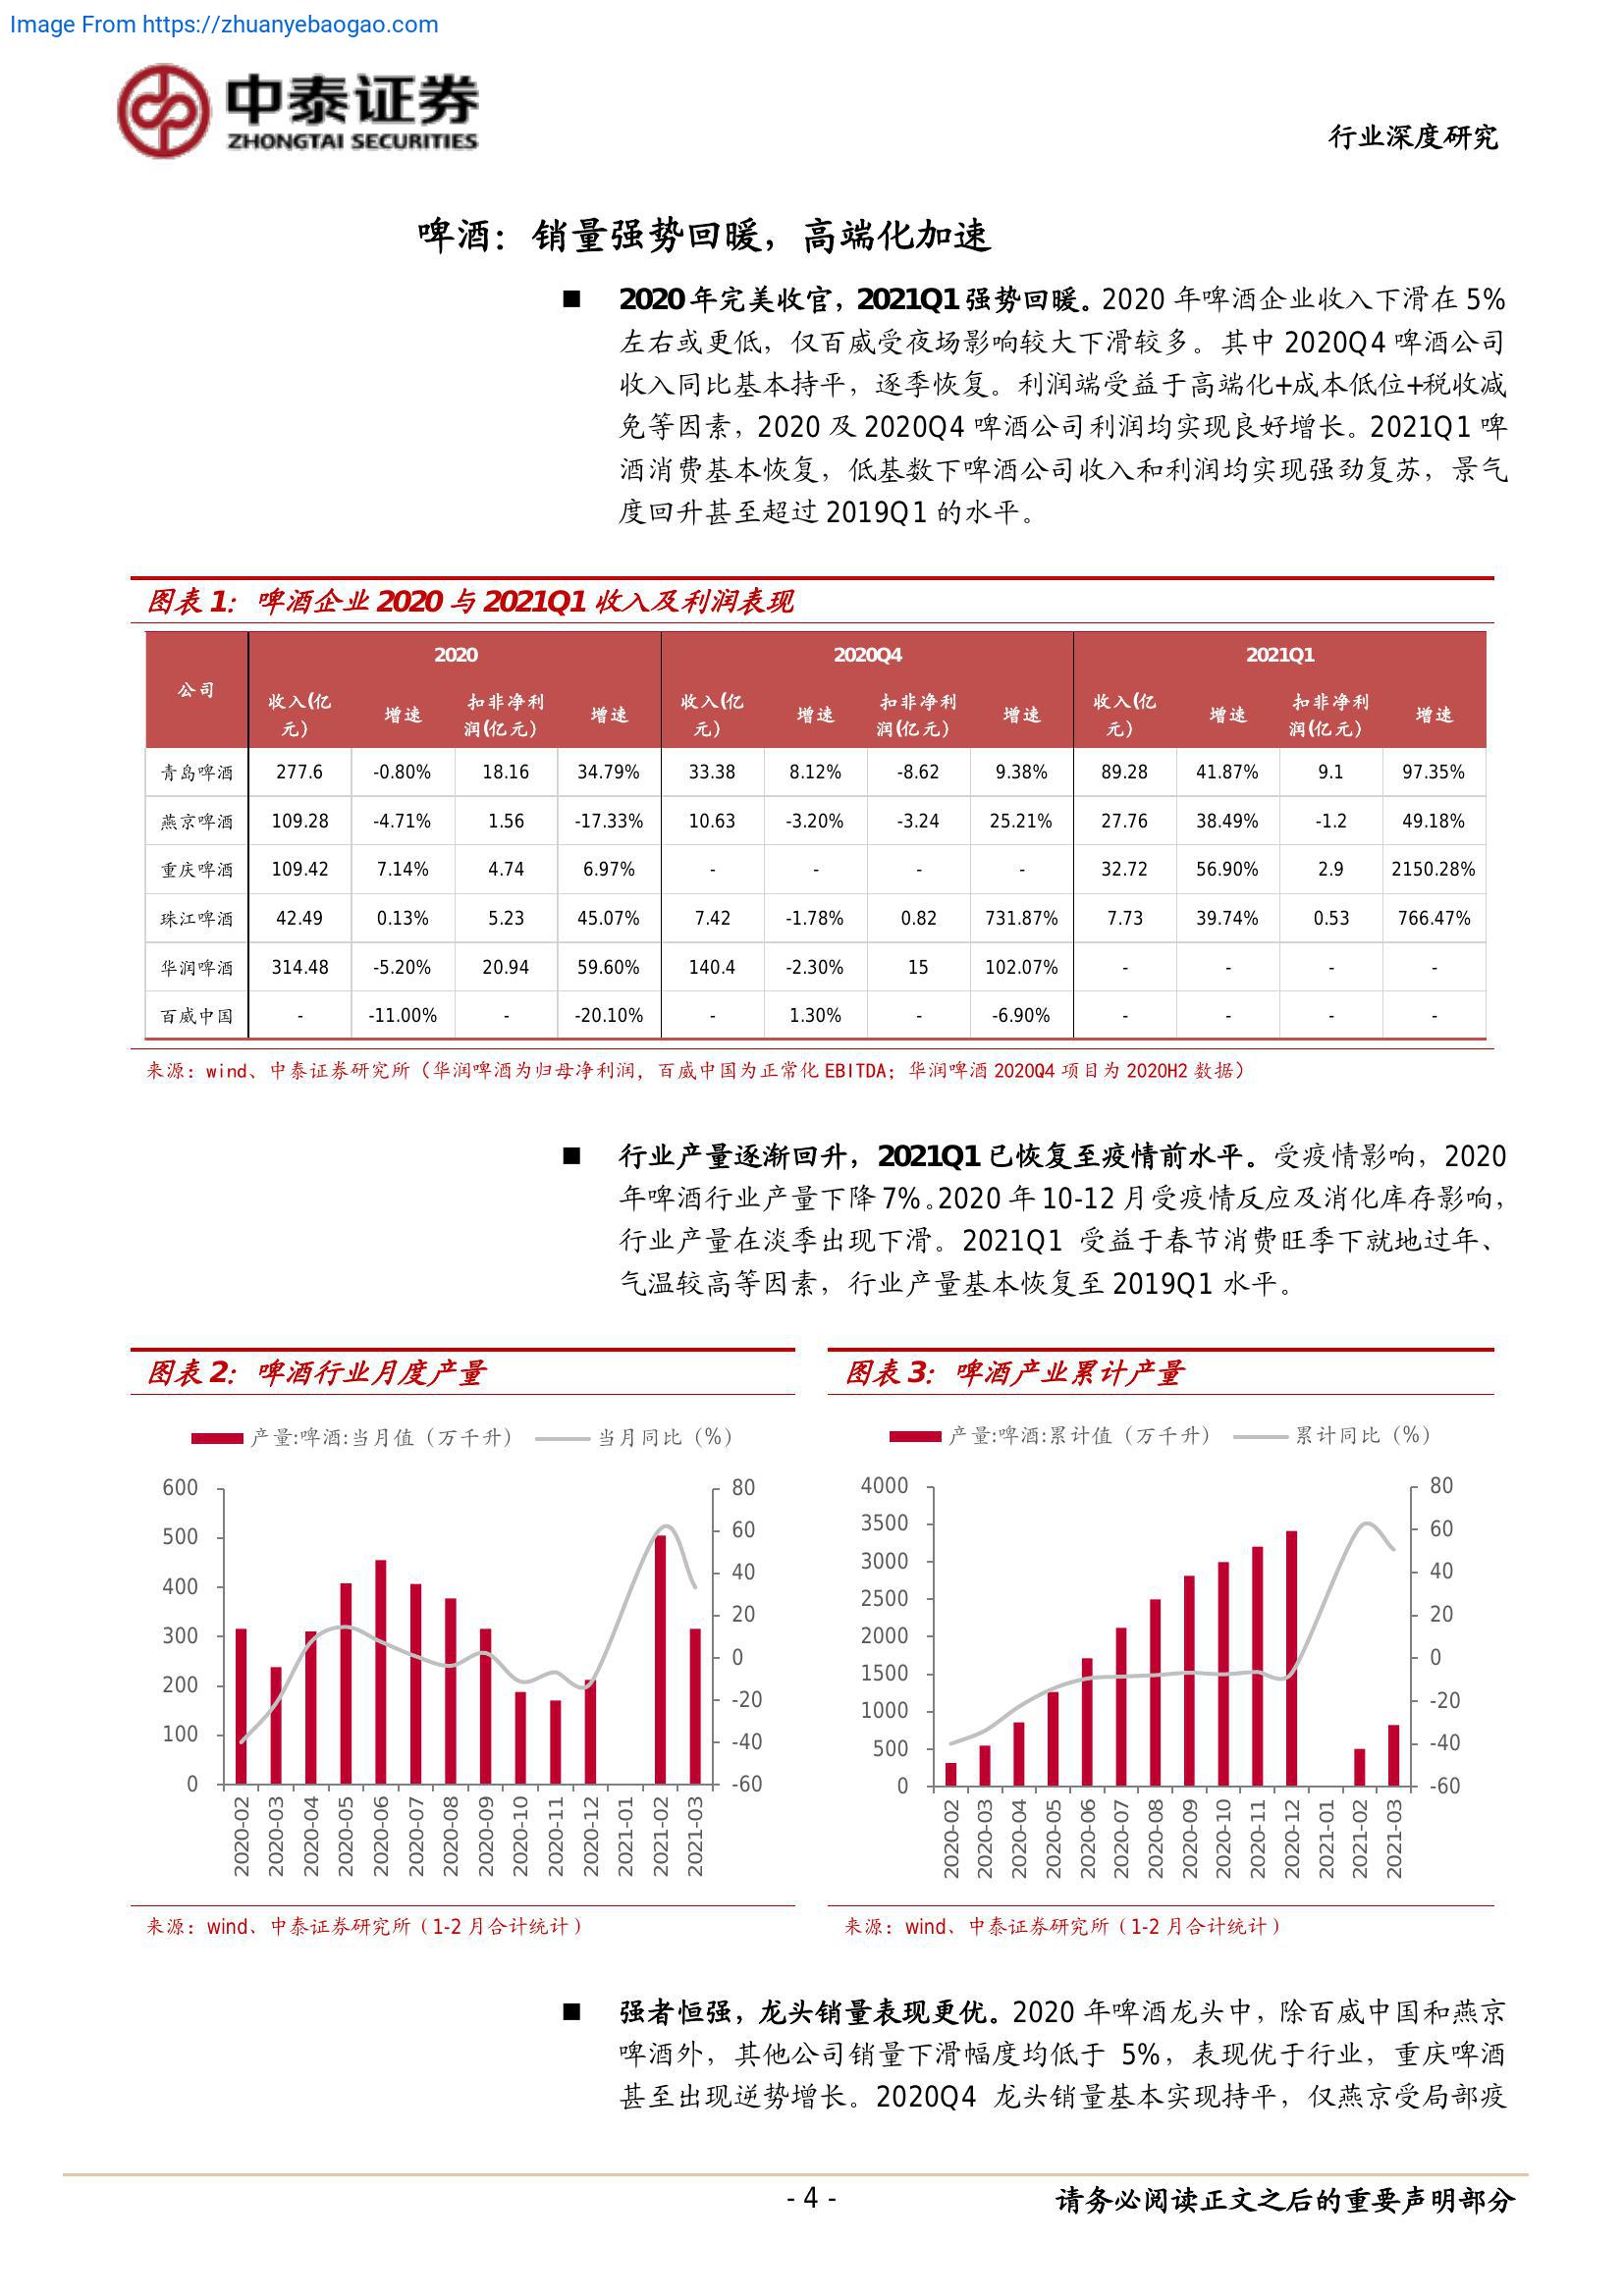 Image From https://zhuanyebaogao.com
中泰证券
ZHONGTAI SECURITIES
行业深度研究
啤酒：销量强势回暖，高端化加速
■ 2020 年完美收官，2021Q1 强势回暖。2020 年啤酒企业收入下滑在 5%
左右或更低，仅百威受夜场影响较大下滑较多。其中 2020Q4 啤酒公司
收入同比基本持平，逐季恢复。利润端受益于高端化+成本低位+税收减
免等因素，2020 及 2020Q4 啤酒公司利润均实现良好增长。2021Q1 啤
酒消费基本恢复，低基数下啤酒公司收入和利润均实现强劲复苏，景气
度回升甚至超过 2019Q1 的水平。
图表 1：啤酒企业 2020 与 2021Q1 收入及利润表现
公司 2020 2020Q4 2021Q1
收入(亿元) 增速 扣非净利润(亿元) 增速 收入(亿元) 增速 扣非净利润(亿元) 增速 收入(亿元) 增速 扣非净利润(亿元) 增速
青岛啤酒 277.6 -0.80% 18.16 34.79% 33.38 8.12% -8.62 9.38% 89.28 41.87% 9.1 97.35%
燕京啤酒 109.28 -4.71% 1.56 -17.33% 10.63 -3.20% -3.24 25.21% 27.76 38.49% -1.2 49.18%
重庆啤酒 109.42 7.14% 4.74 6.97% - - - - 32.72 56.90% 2.9 2150.28%
珠江啤酒 42.49 0.13% 5.23 45.07% 7.42 -1.78% 0.82 731.87% 7.73 39.74% 0.53 766.47%
华润啤酒 314.48 -5.20% 20.94 59.60% 140.4 -2.30% 15 102.07% - - - -
百威中国 - -11.00% - -20.10% - 1.30% - -6.90% - - - -
来源：wind、中泰证券研究所（华润啤酒为归母净利润，百威中国为正常化 EBITDA；华润啤酒 2020Q4 项目为 2020H2 数据）
■ 行业产量逐渐回升，2021Q1 已恢复至疫情前水平。受疫情影响，2020
年啤酒行业产量下降 7%。2020 年 10-12 月受疫情反应及消化库存影响，
行业产量在淡季出现下滑。2021Q1 受益于春节消费旺季下就地过年、
气温较高等因素，行业产量基本恢复至 2019Q1 水平。
图表 2：啤酒行业月度产量
产量:啤酒:当月值（万千升） 当月同比（%）
600
500
400
300
200
100
0
80
60
40
20
0
-20
-40
-60
2020-02
2020-03
2020-04
2020-05
2020-06
2020-07
2020-08
2020-09
2020-10
2020-11
2020-12
2021-01
2021-02
2021-03
来源：wind、中泰证券研究所（1-2 月合计统计）
图表 3：啤酒产业累计产量
产量:啤酒:累计值（万千升） 累计同比（%）
4000
3500
3000
2500
2000
1500
1000
500
0
80
60
40
20
0
-20
-40
-60
2020-02
2020-03
2020-04
2020-05
2020-06
2020-07
2020-08
2020-09
2020-10
2020-11
2020-12
2021-01
2021-02
2021-03
来源：wind、中泰证券研究所（1-2 月合计统计）
■ 强者恒强，龙头销量表现更优。2020 年啤酒龙头中，除百威中国和燕京
啤酒外，其他公司销量下滑幅度均低于 5%，表现优于行业，重庆啤酒
甚至出现逆势增长。2020Q4 龙头销量基本实现持平，仅燕京受局部疫
- 4 -
请务必阅读正文之后的重要声明部分